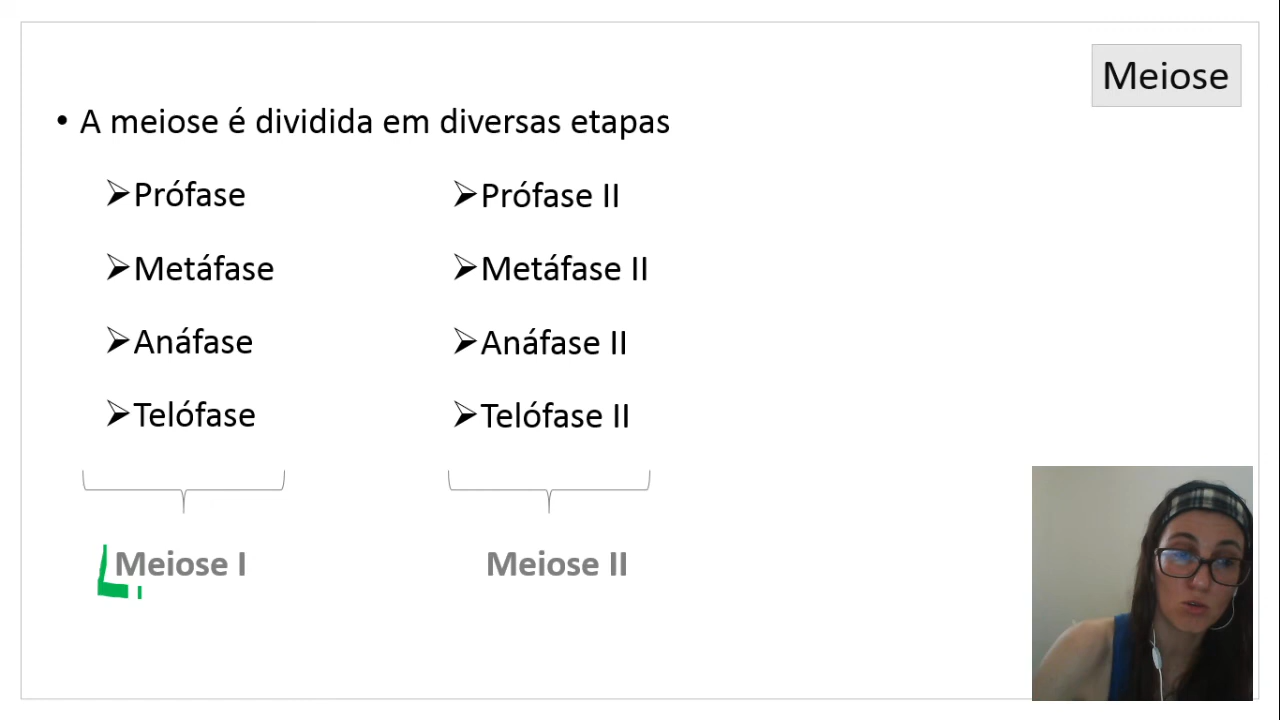 Meiose
• A meiose é dividida em diversas etapas
➢Prófase
➢Metáfase
➢Anáfase
➢Telófase
Meiose I
➢Prófase II
➢Metáfase II
➢Anáfase II
➢Telófase II
Meiose II